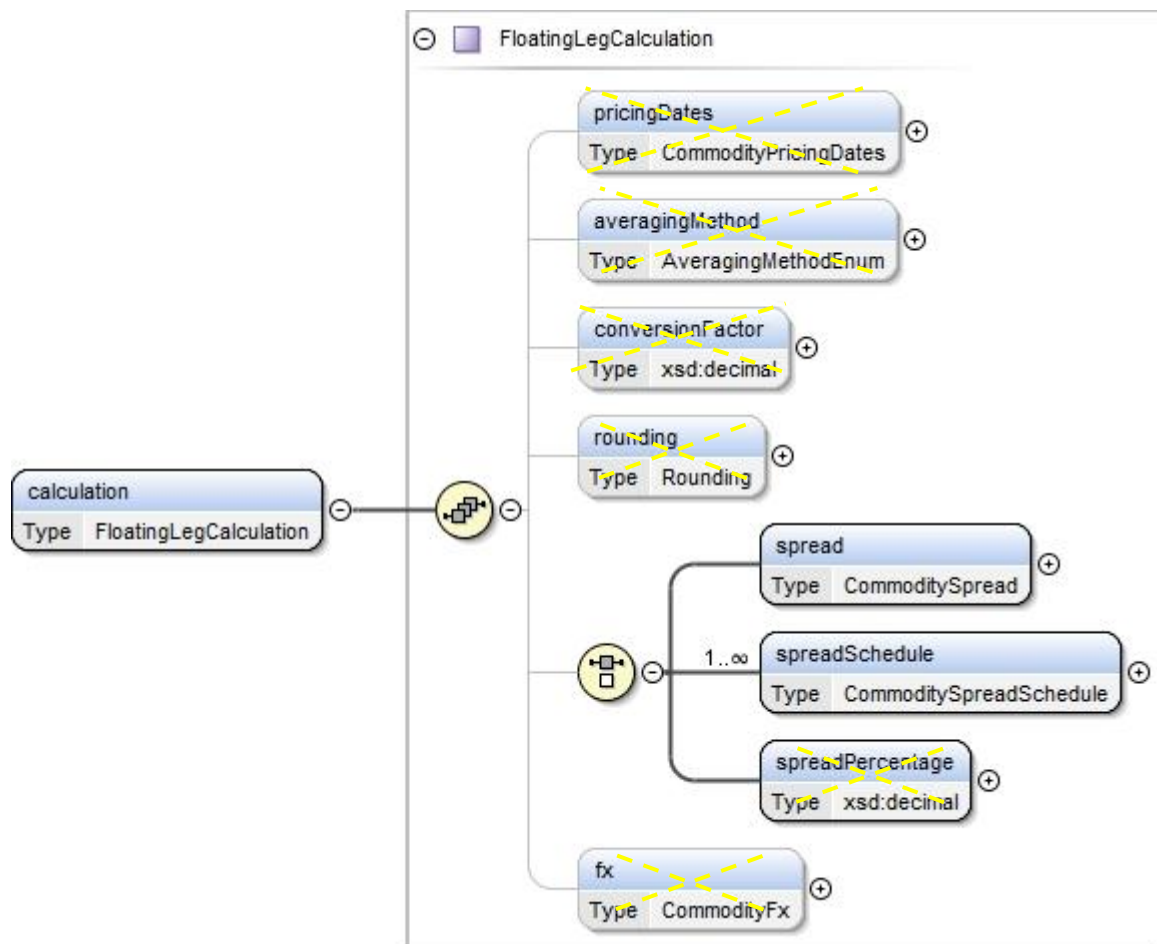 FloatingLegCalculation
pricingDates
Type CommodityPricingDates
averagingMethod
Type AveragingMethodEnum
conversionFactor
Type xsd:decimal
rounding
Type Rounding
calculation
Type FloatingLegCalculation
spread
Type CommoditySpread
1..∞
spreadSchedule
Type CommoditySpreadSchedule
spreadPercentage
Type xsd:decimal
fx
Type CommodityFx